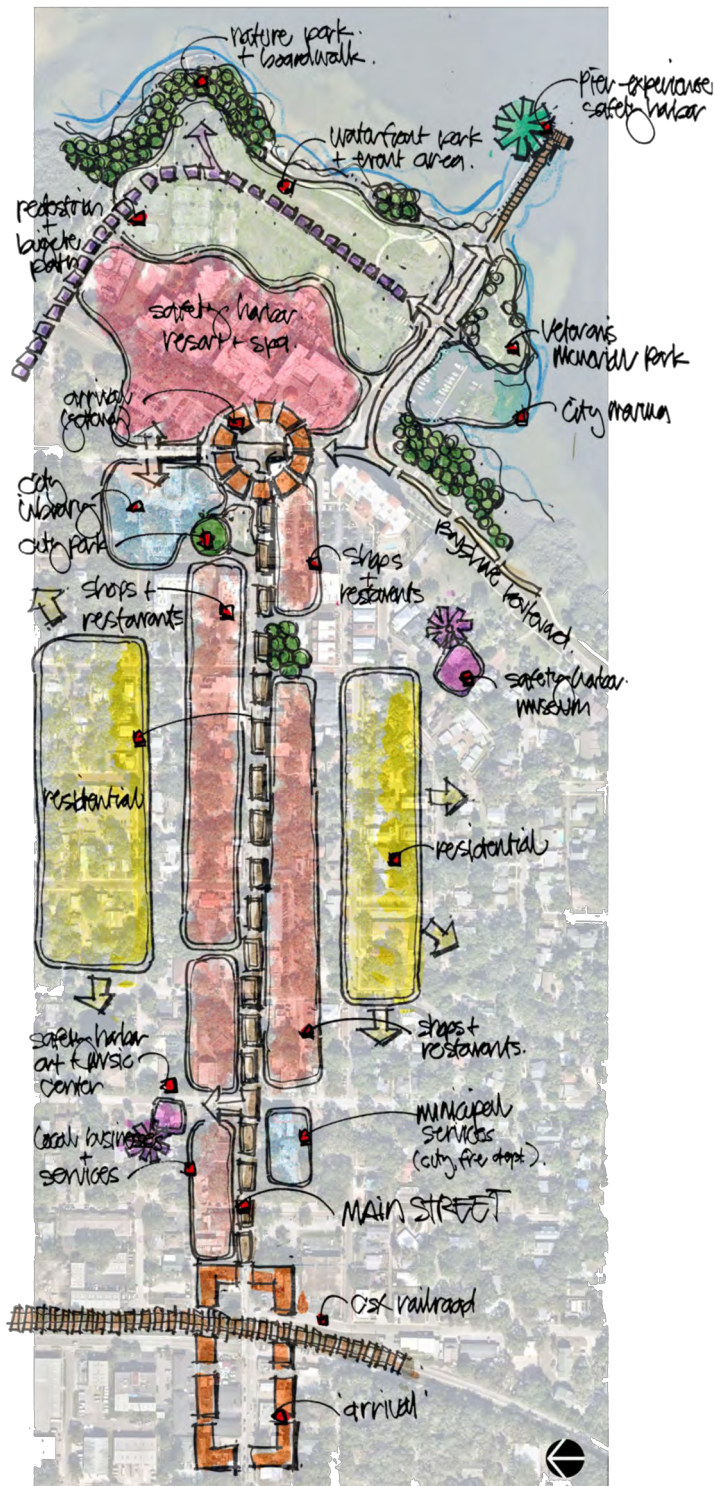 nature park
+ boardwalk.
pier-experience
safety harbor
waterfront park
+ event area.
pedestrian
+
bicycle
path
safety harbor
resort + spa.
veteran's
memorial park
city marina
arrival
(gateway)
city
library
city park
bayshore boulevard.
shops
+
restaurants
shops +
restaurants
safety harbor
museum
residential
residential
shops +
restaurants.
safety harbor
art + music
center
municipal
services
(city, fire dept).
local businesses
+
services
MAIN STREET
CSX railroad
'arrival'